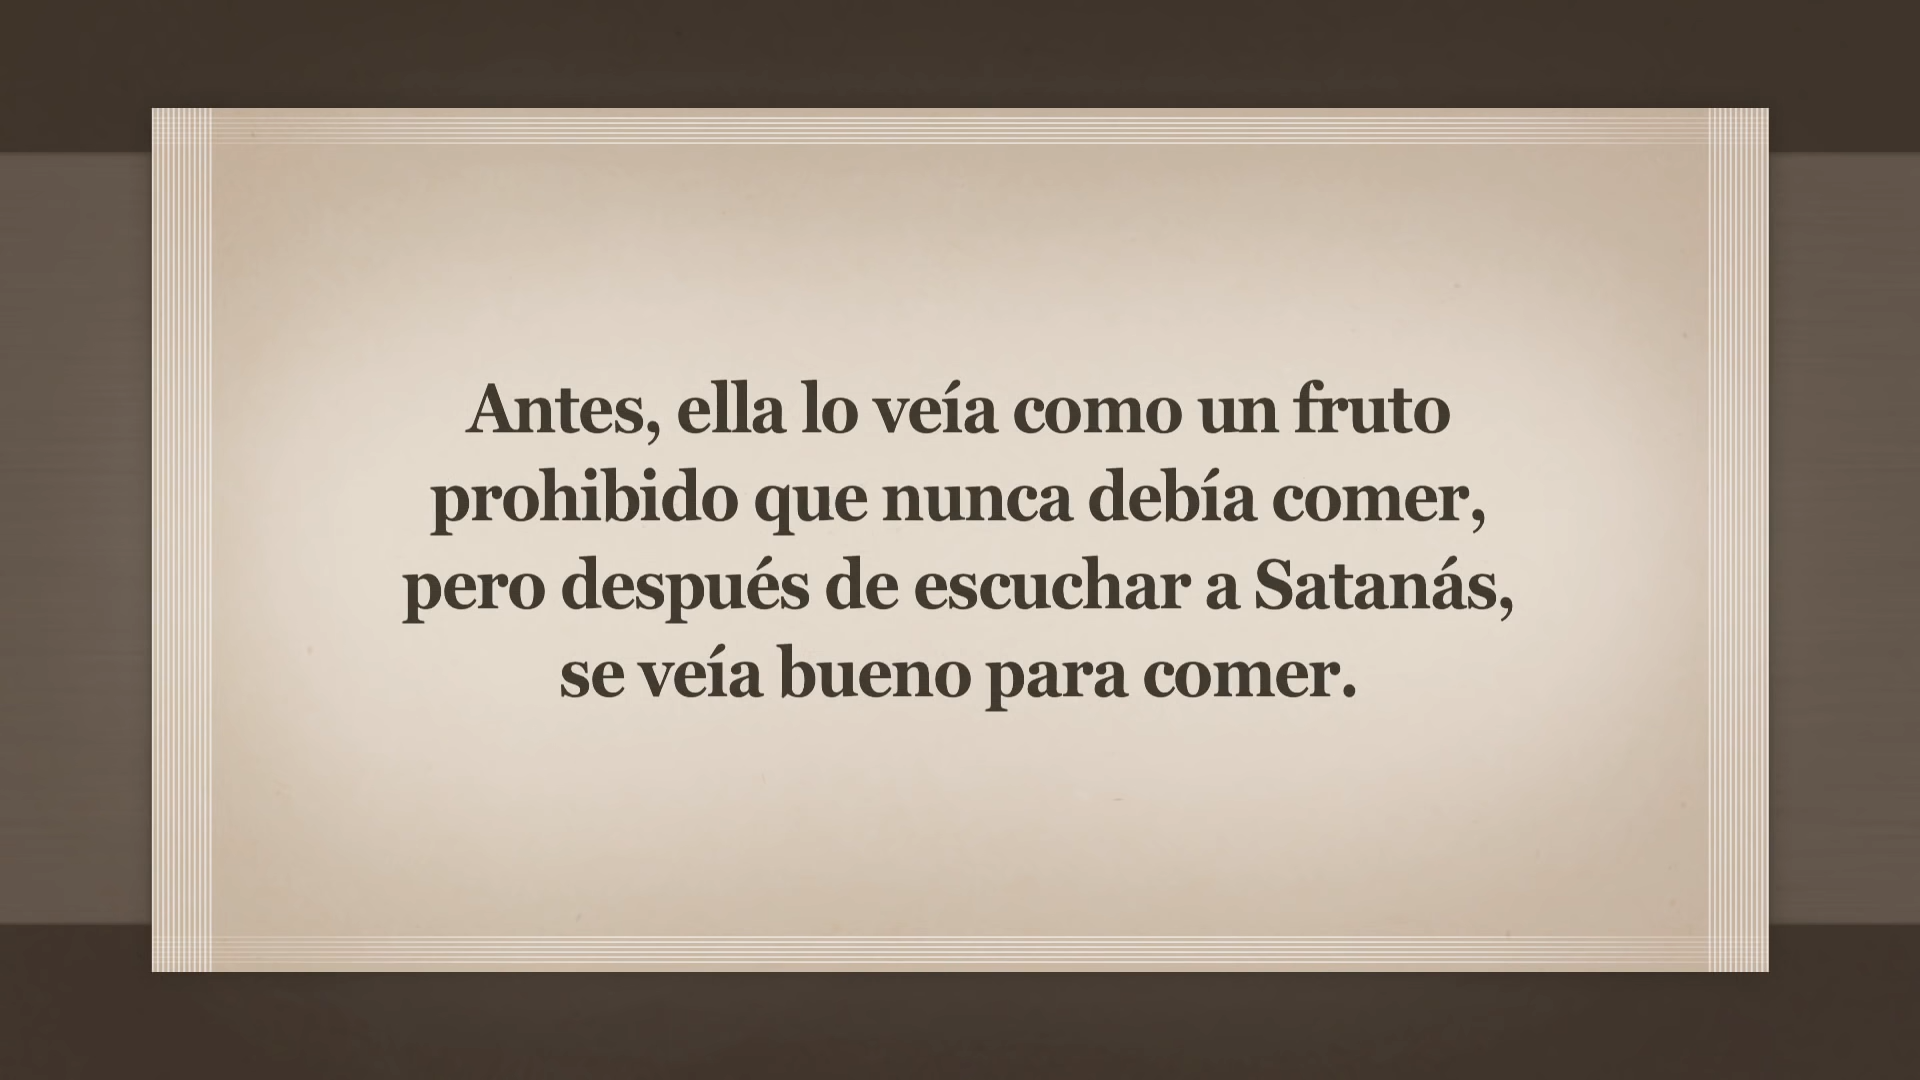 Antes, ella lo veía como un fruto
prohibido que nunca debía comer,
pero después de escuchar a Satanás,
se veía bueno para comer.